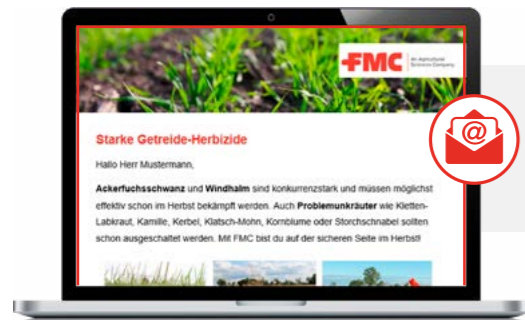 FMC
An Agricultural
Sciences Company
Starke Getreide-Herbizide
Hallo Herr Mustermann,
Ackerfuchsschwanz und Windhalm sind konkurrenzstark und müssen möglichst
effektiv schon im Herbst bekämpft werden. Auch Problemunkräuter wie Kletten-
Labkraut, Kamille, Kerbel, Klatsch-Mohn, Kornblume oder Storchschnabel sollten
schon ausgeschaltet werden. Mit FMC bist du auf der sicheren Seite im Herbst!
@